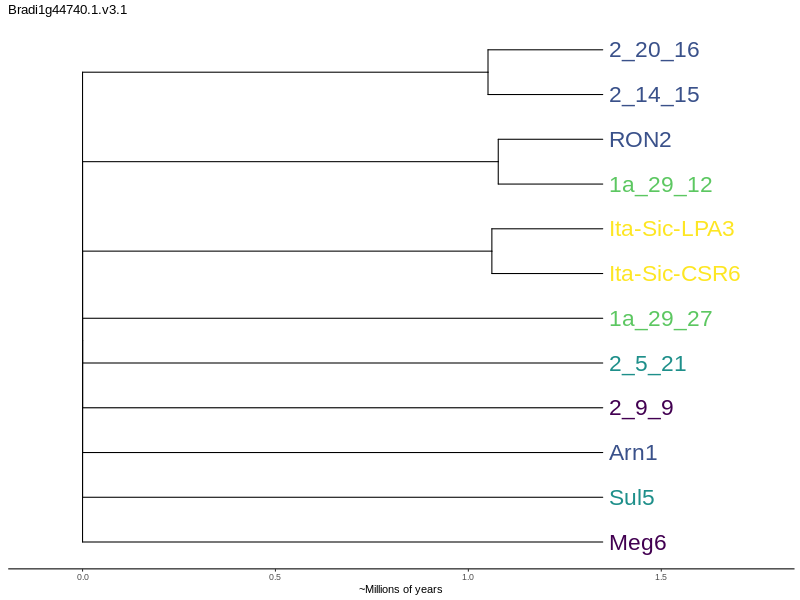 Bradi1g44740.1.v3.1
2_20_16
2_14_15
RON2
1a_29_12
Ita-Sic-LPA3
Ita-Sic-CSR6
1a_29_27
2_5_21
2_9_9
Arn1
Sul5
Meg6
0.0 0.5 1.0 1.5
~Millions of years